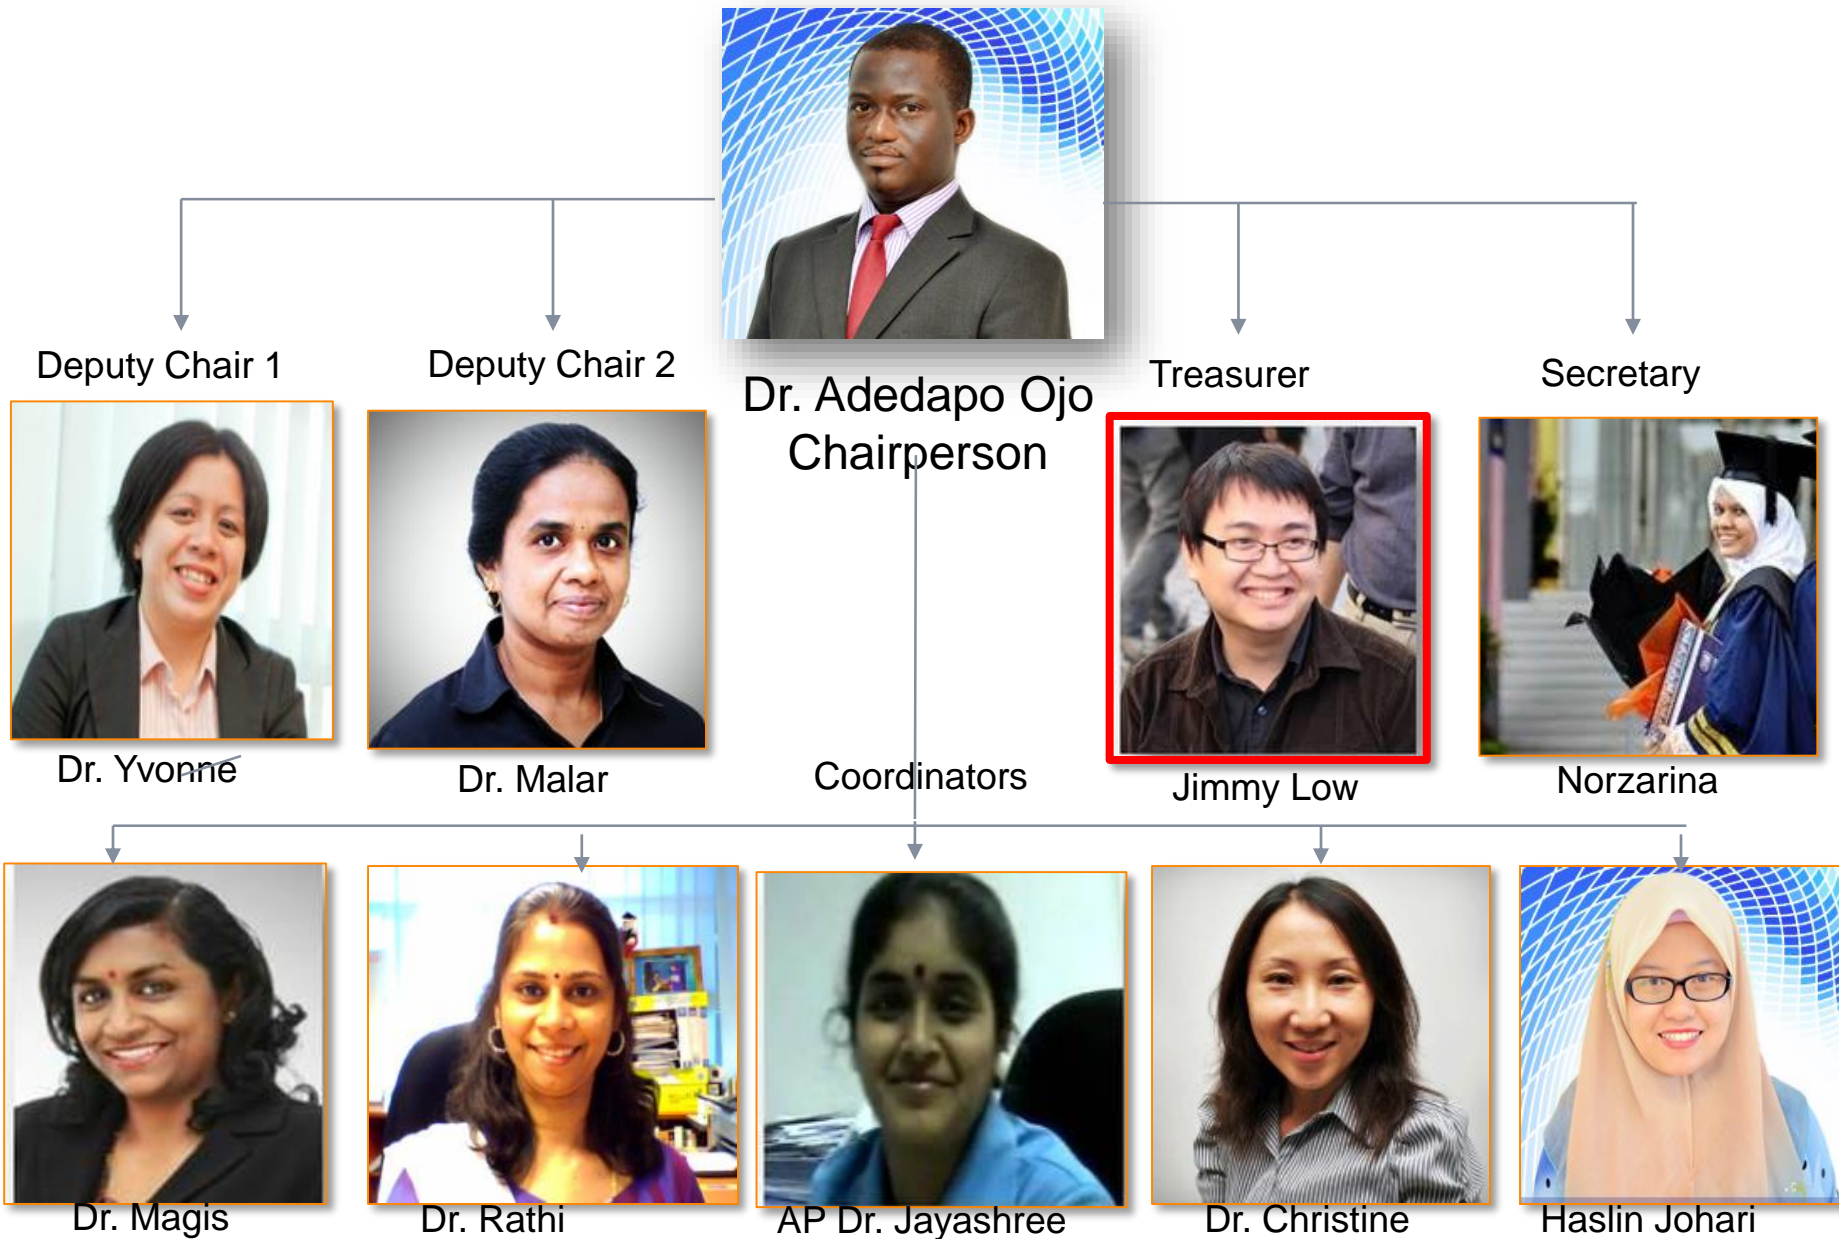 Dr. Adedapo Ojo
Chairperson
Deputy Chair 1
Deputy Chair 2
Treasurer
Secretary
Dr. Yvonne
Dr. Malar
Coordinators
Jimmy Low
Norzarina
Dr. Magis
Dr. Rathi
AP Dr. Jayashree
Dr. Christine
Haslin Johari